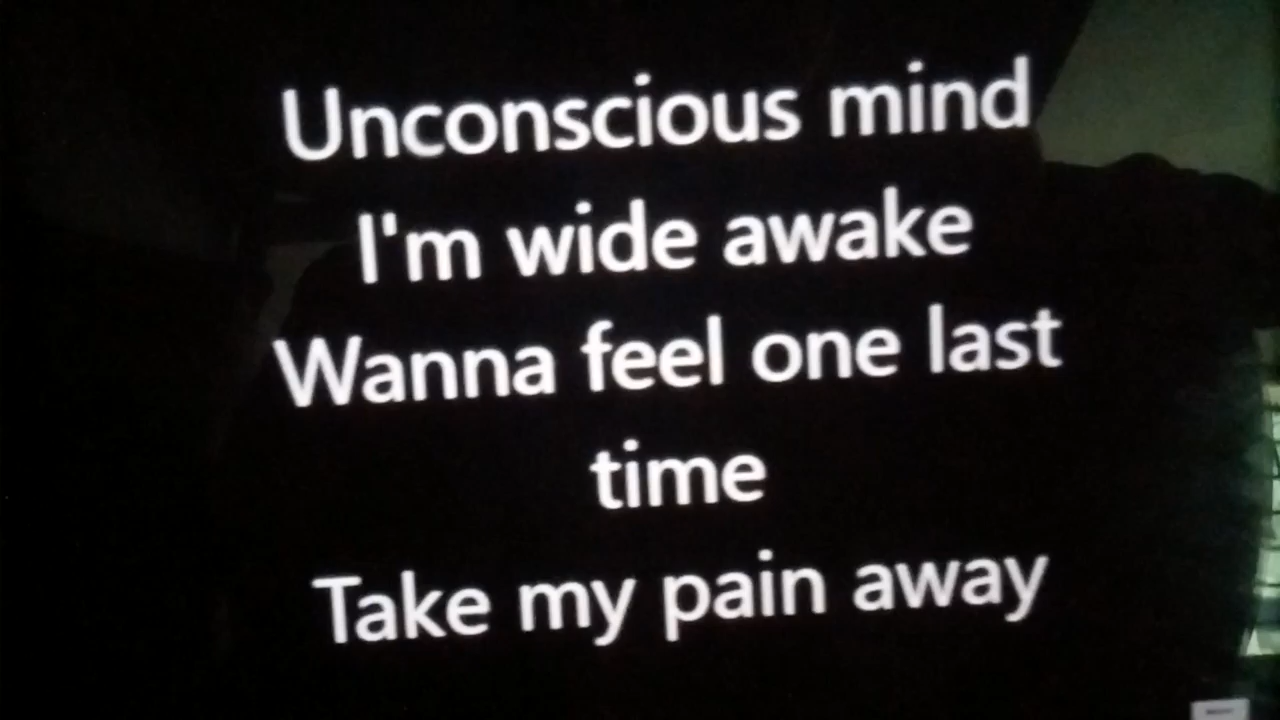 Unconscious mind
I'm wide awake
Wanna feel one last
time
Take my pain away